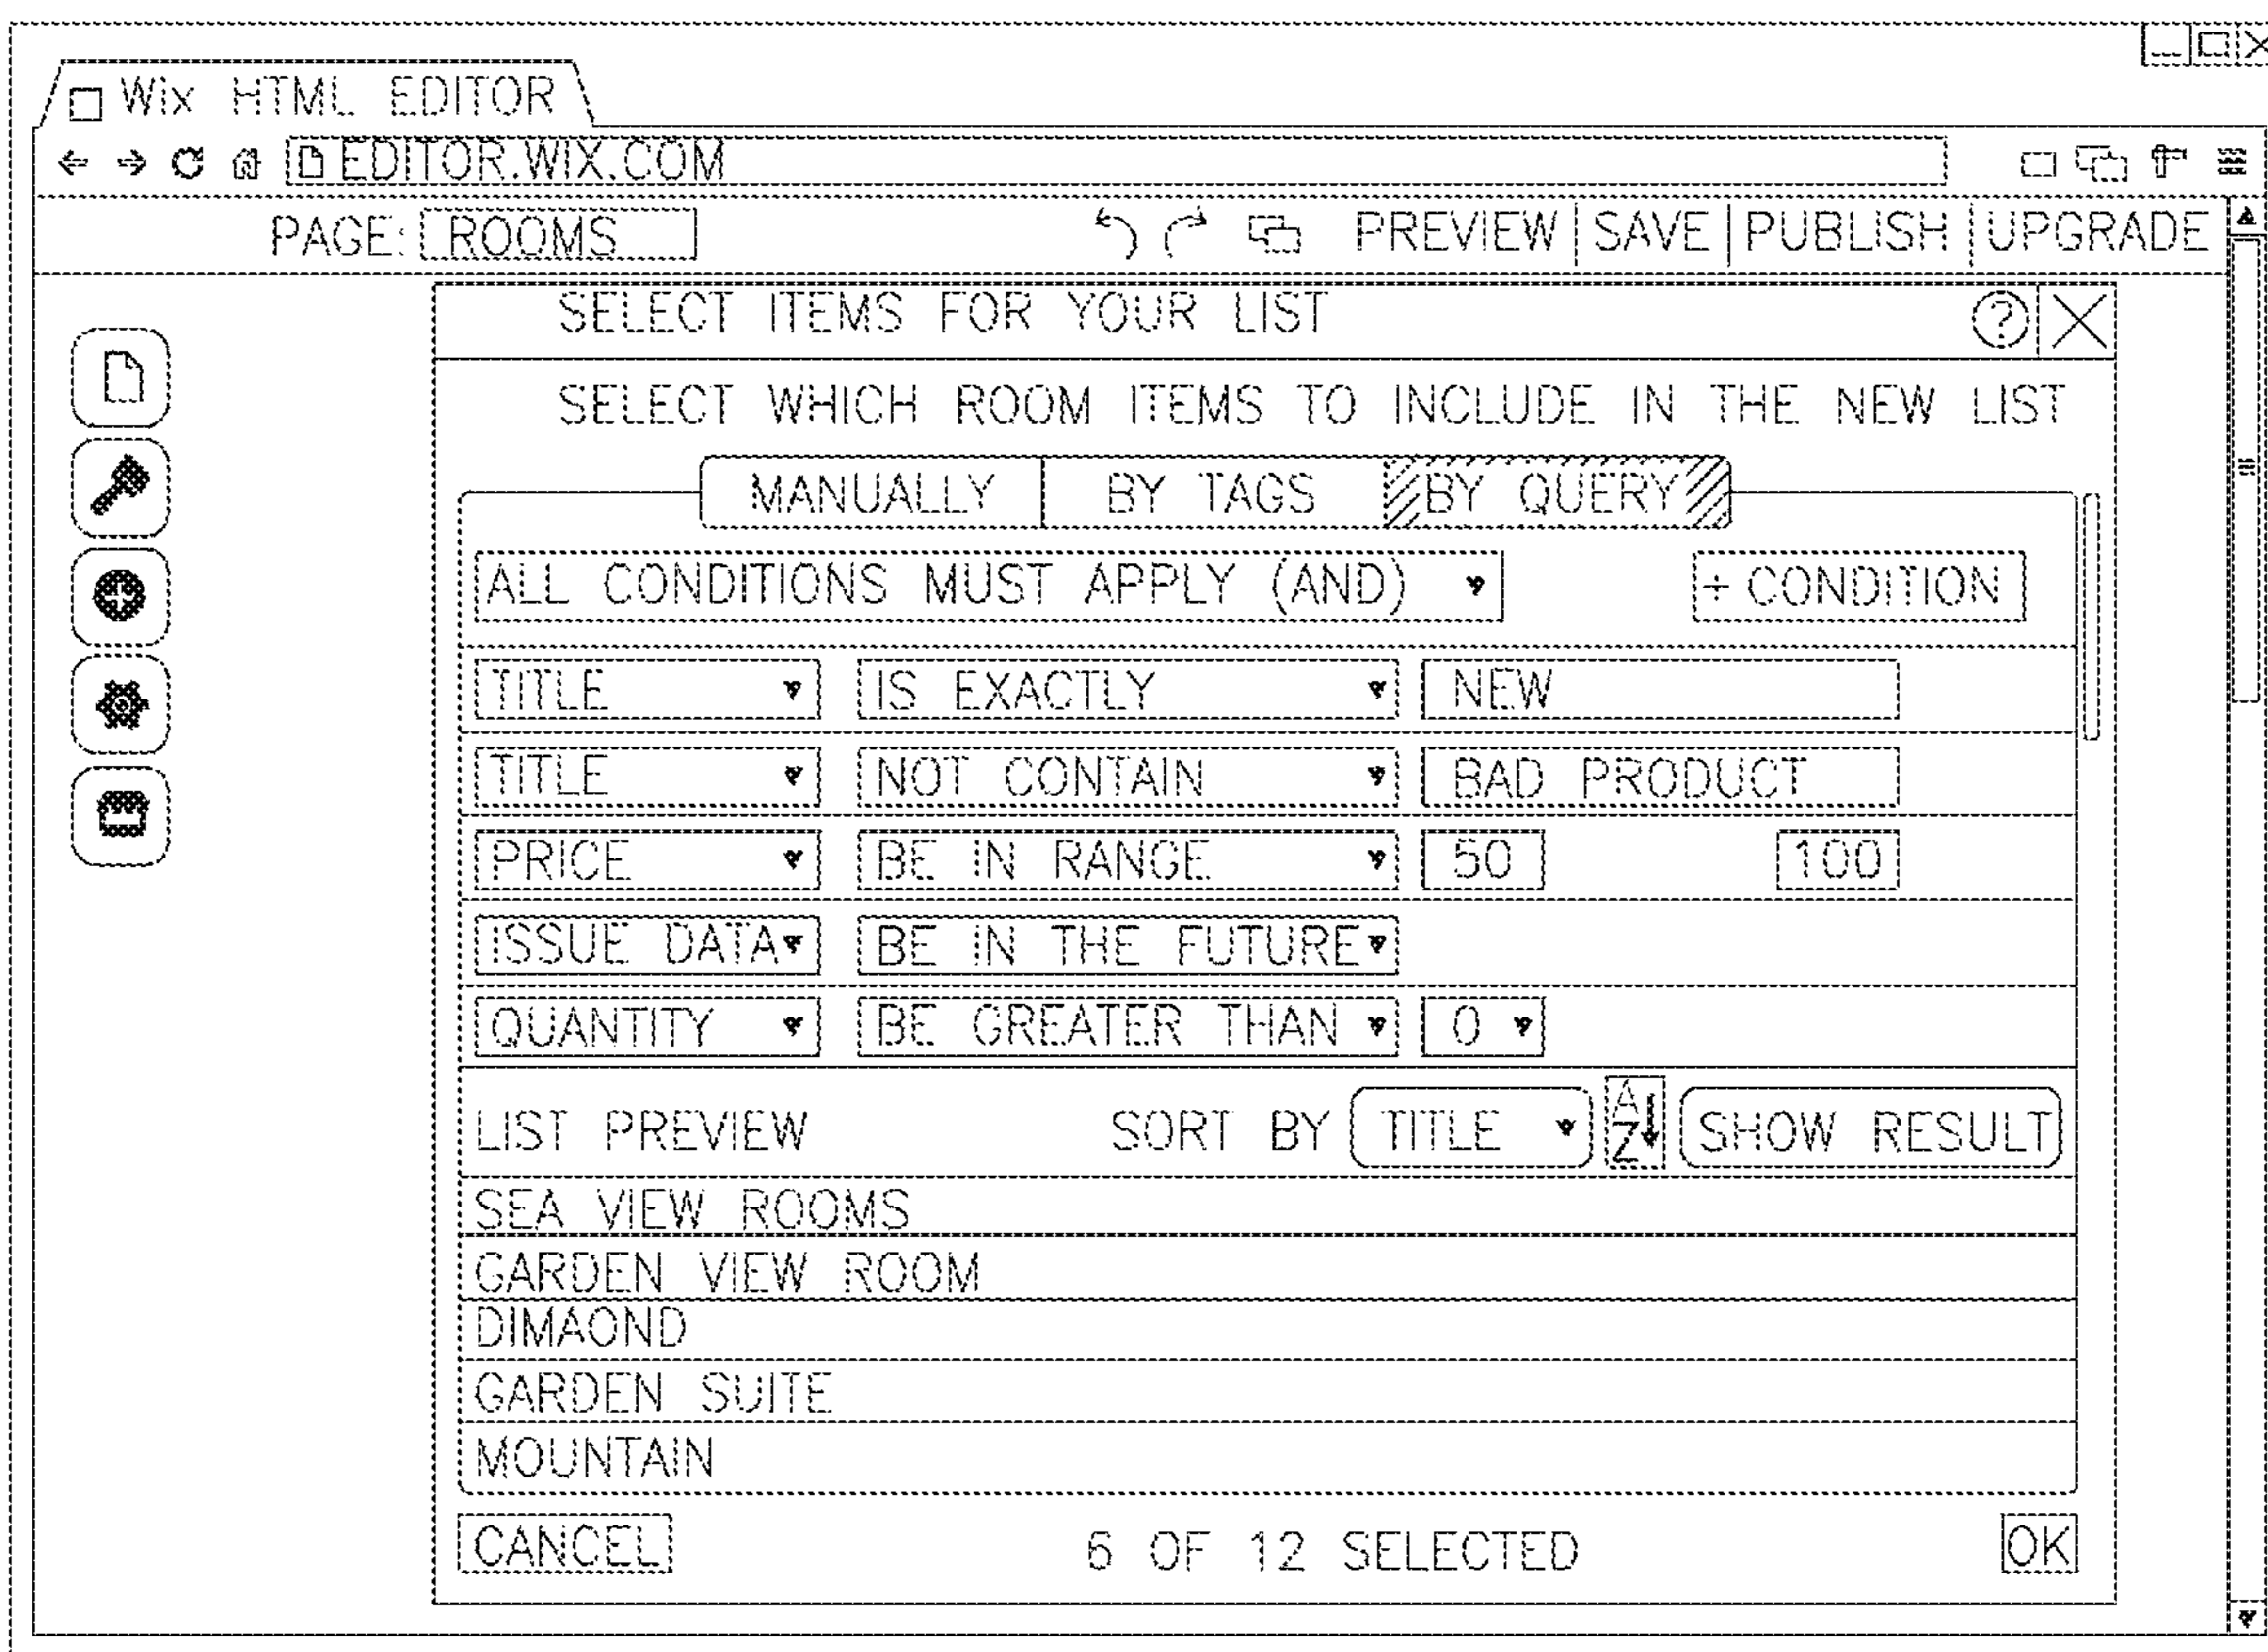 Wix HTML EDITOR
EDITOR.WIX.COM
PAGE: ROOMS PREVIEW SAVE PUBLISH UPGRADE
SELECT ITEMS FOR YOUR LIST ?
SELECT WHICH ROOM ITEMS TO INCLUDE IN THE NEW LIST
MANUALLY BY TAGS BY QUERY
ALL CONDITIONS MUST APPLY (AND) + CONDITION
TITLE IS EXACTLY NEW
TITLE NOT CONTAIN BAD PRODUCT
PRICE BE IN RANGE 50 100
ISSUE DATA BE IN THE FUTURE
QUANTITY BE GREATER THAN 0
LIST PREVIEW SORT BY TITLE A Z SHOW RESULT
SEA VIEW ROOMS
GARDEN VIEW ROOM
DIMAOND
GARDEN SUITE
MOUNTAIN
CANCEL 6 OF 12 SELECTED OK